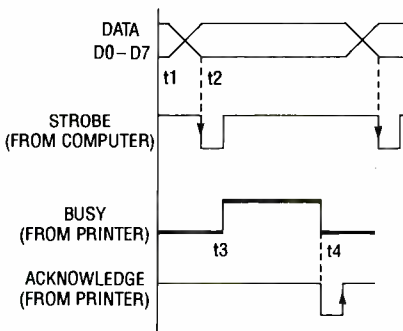 DATA
D0–D7
t1
t2
STROBE
(FROM COMPUTER)
BUSY
(FROM PRINTER)
t3
t4
ACKNOWLEDGE
(FROM PRINTER)